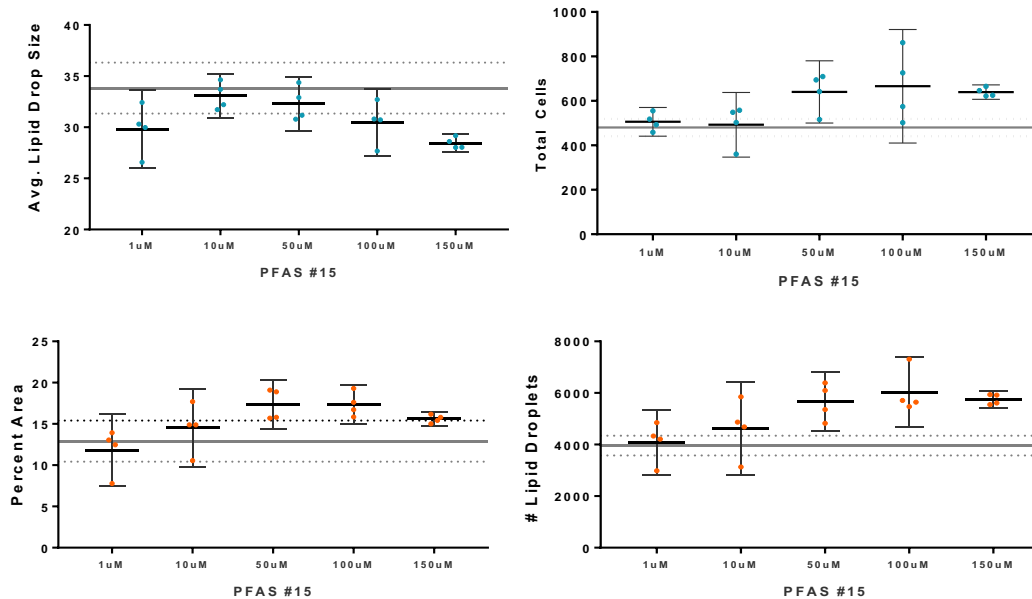 Avg. Lipid Drop Size
40
35
30
25
20
1uM 10uM 50uM 100uM 150uM
PFAS #15
Total Cells
1000
800
600
400
200
0
1uM 10uM 50uM 100uM 150uM
PFAS #15
Percent Area
25
20
15
10
5
0
1uM 10uM 50uM 100uM 150uM
PFAS #15
# Lipid Droplets
8000
6000
4000
2000
0
1uM 10uM 50uM 100uM 150uM
PFAS #15